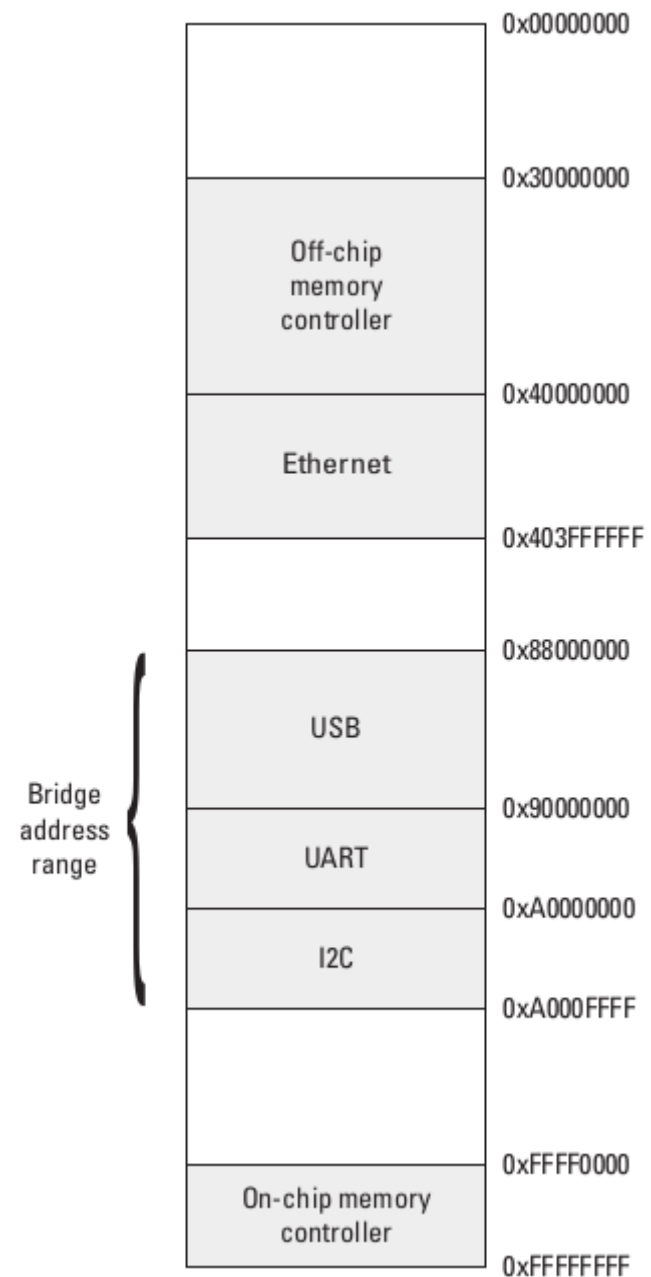 0x00000000
0x30000000
Off-chip
memory
controller
0x40000000
Ethernet
0x403FFFFFF
0x88000000
USB
Bridge
address
range
0x90000000
UART
0xA0000000
I2C
0xA000FFFF
0xFFFF0000
On-chip memory
controller
0xFFFFFFFF